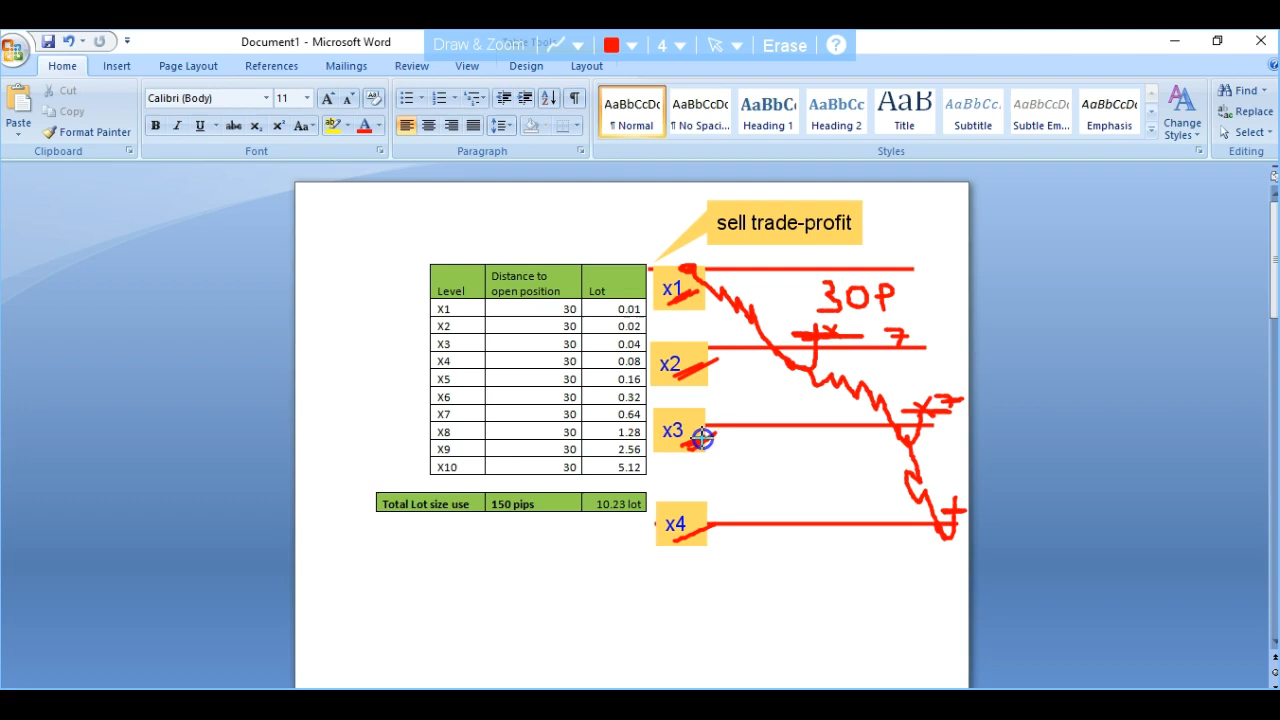 Document1 - Microsoft Word
Draw & Zoom 4 Erase ?
Home Insert Page Layout References Mailings Review View Design Layout
Paste
Cut
Copy
Format Painter
Clipboard
Calibri (Body) 11
Font
Paragraph
AaBbCcDc AaBbCcDc AaBbCc AaBbCc AaB AaBbCc. AaBbCcDc AaBbCcDc
¶ Normal ¶ No Spaci... Heading 1 Heading 2 Title Subtitle Subtle Em... Emphasis
Styles
Change Styles
Find
Replace
Select
Editing
sell trade-profit
Level Distance to open position Lot
X1 30 0.01
X2 30 0.02
X3 30 0.04
X4 30 0.08
X5 30 0.16
X6 30 0.32
X7 30 0.64
X8 30 1.28
X9 30 2.56
X10 30 5.12
Total Lot size use 150 pips 10.23 lot
x1
30P
x2
x3
x4